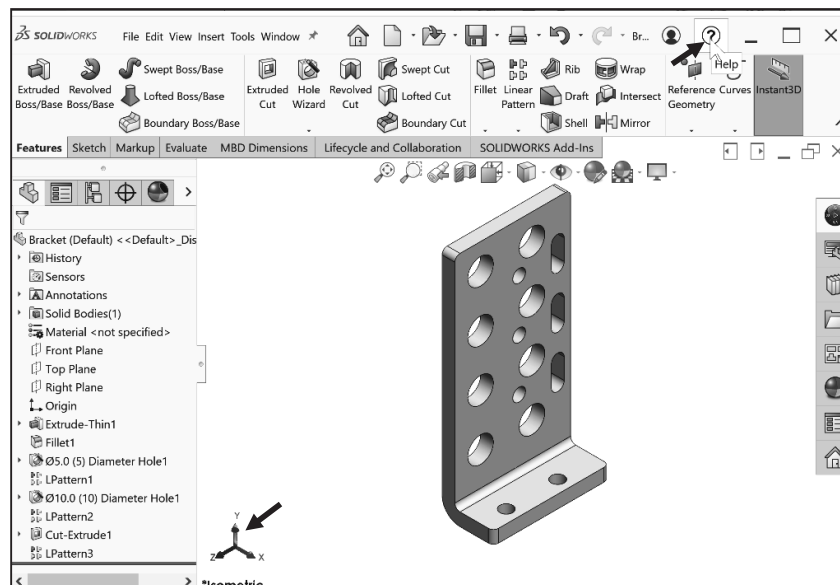 SOLIDWORKS File Edit View Insert Tools Window Br... ?
Help
Extruded Boss/Base
Revolved Boss/Base
Swept Boss/Base
Lofted Boss/Base
Boundary Boss/Base
Extruded Cut
Hole Wizard
Revolved Cut
Swept Cut
Lofted Cut
Boundary Cut
Fillet
Linear Pattern
Rib
Draft
Shell
Wrap
Intersect
Mirror
Reference Geometry
Curves
Instant3D
Features Sketch Markup Evaluate MBD Dimensions Lifecycle and Collaboration SOLIDWORKS Add-Ins
Bracket (Default) <<Default>_Dis
History
Sensors
Annotations
Solid Bodies(1)
Material <not specified>
Front Plane
Top Plane
Right Plane
Origin
Extrude-Thin1
Fillet1
Ø5.0 (5) Diameter Hole1
LPattern1
Ø10.0 (10) Diameter Hole1
LPattern2
Cut-Extrude1
LPattern3
Y
Z X
*Isometric